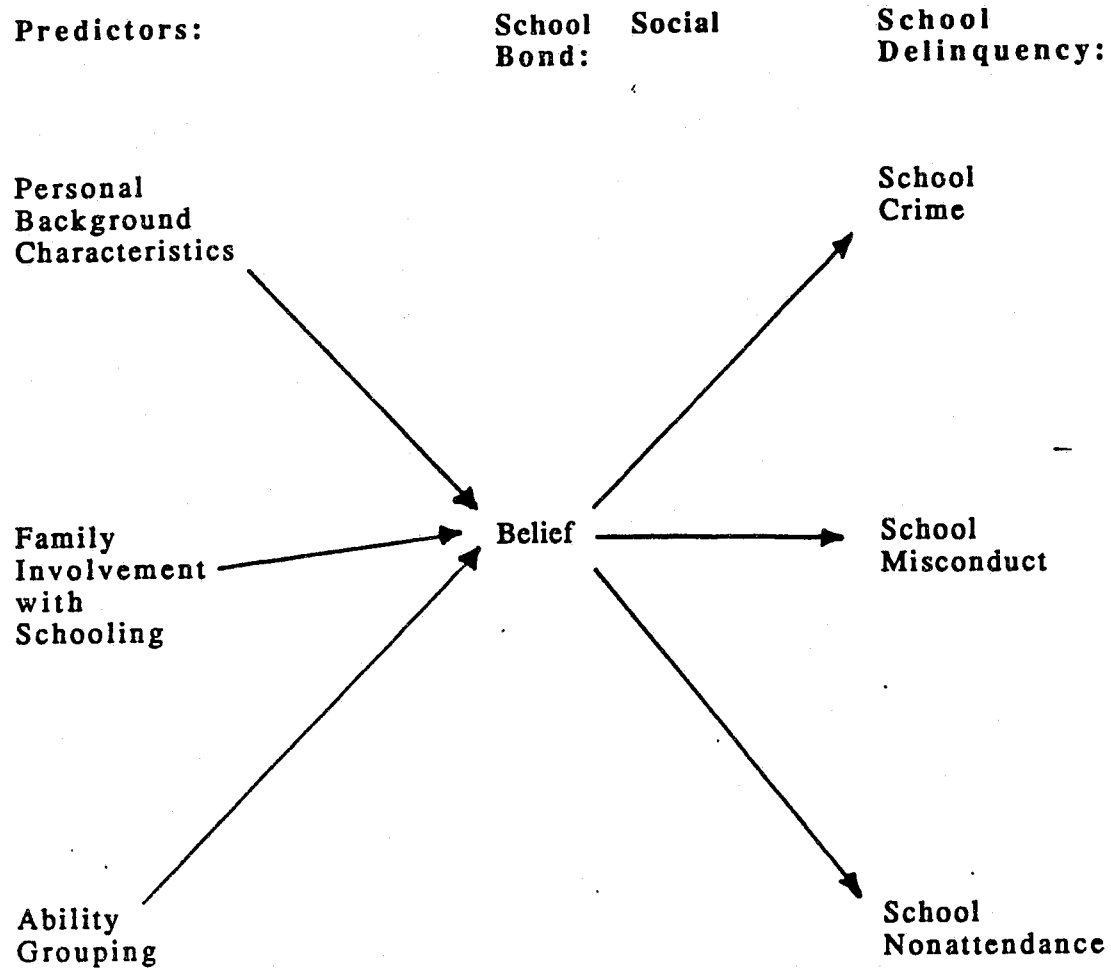 Predictors:
School Social
Bond:
School
Delinquency:
Personal
Background
Characteristics
School
Crime
Family
Involvement
with
Schooling
Belief
School
Misconduct
Ability
Grouping
School
Nonattendance